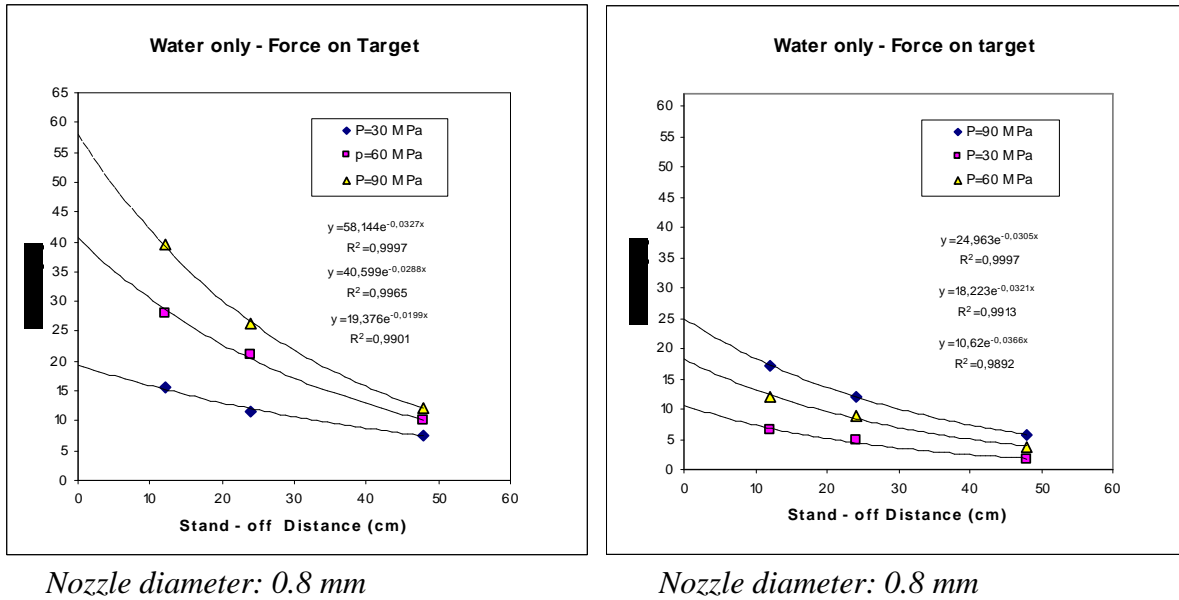 Water only - Force on Target
65
60
55
50
45
40
35
30
25
20
15
10
5
0
P=30 MPa
p=60 MPa
P=90 MPa
y =58,144e-0,0327x
R2 =0,9997
y =40,599e-0,0288x
R2 =0,9965
y =19,376e-0,0199x
R2 =0,9901
0 10 20 30 40 50 60
Stand - off Distance (cm)
Nozzle diameter: 0.8 mm
Water only - Force on target
60
55
50
45
40
35
30
25
20
15
10
5
0
P=90 MPa
P=30 MPa
P=60 MPa
y =24,963e-0,0305x
R2 =0,9997
y =18,223e-0,0321x
R2 =0,9913
y =10,62e-0,0366x
R2 =0,9892
0 10 20 30 40 50 60
Stand - off Distance (cm)
Nozzle diameter: 0.8 mm